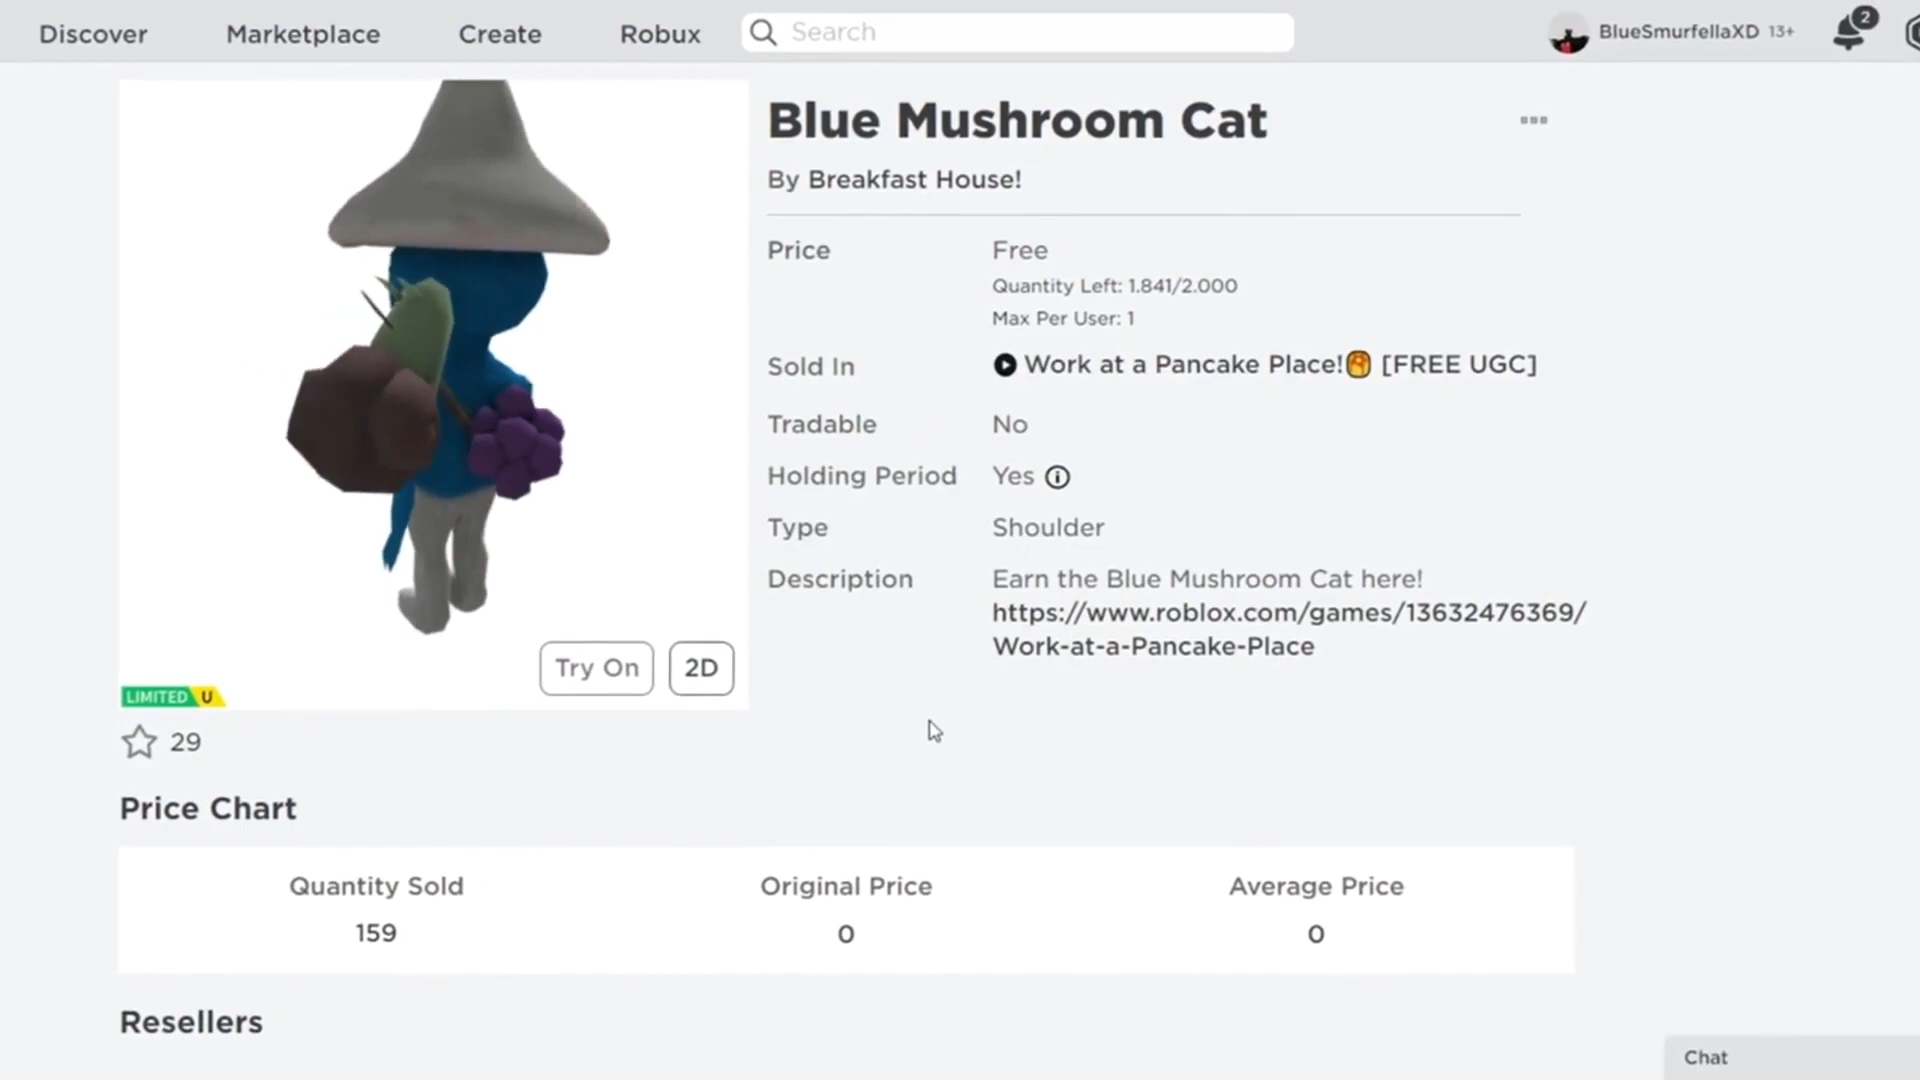 Discover
Marketplace
Create
Robux
Search
BlueSmurfellaXD 13+
2
Blue Mushroom Cat
By Breakfast House!
Price
Free
Quantity Left: 1.841/2.000
Max Per User: 1
Sold In
Work at a Pancake Place!🥞 [FREE UGC]
Tradable
No
Holding Period
Yes
Type
Shoulder
Description
Earn the Blue Mushroom Cat here!
https://www.roblox.com/games/13632476369/
Work-at-a-Pancake-Place
Try On
2D
LIMITED U
29
Price Chart
Quantity Sold
159
Original Price
0
Average Price
0
Resellers
Chat